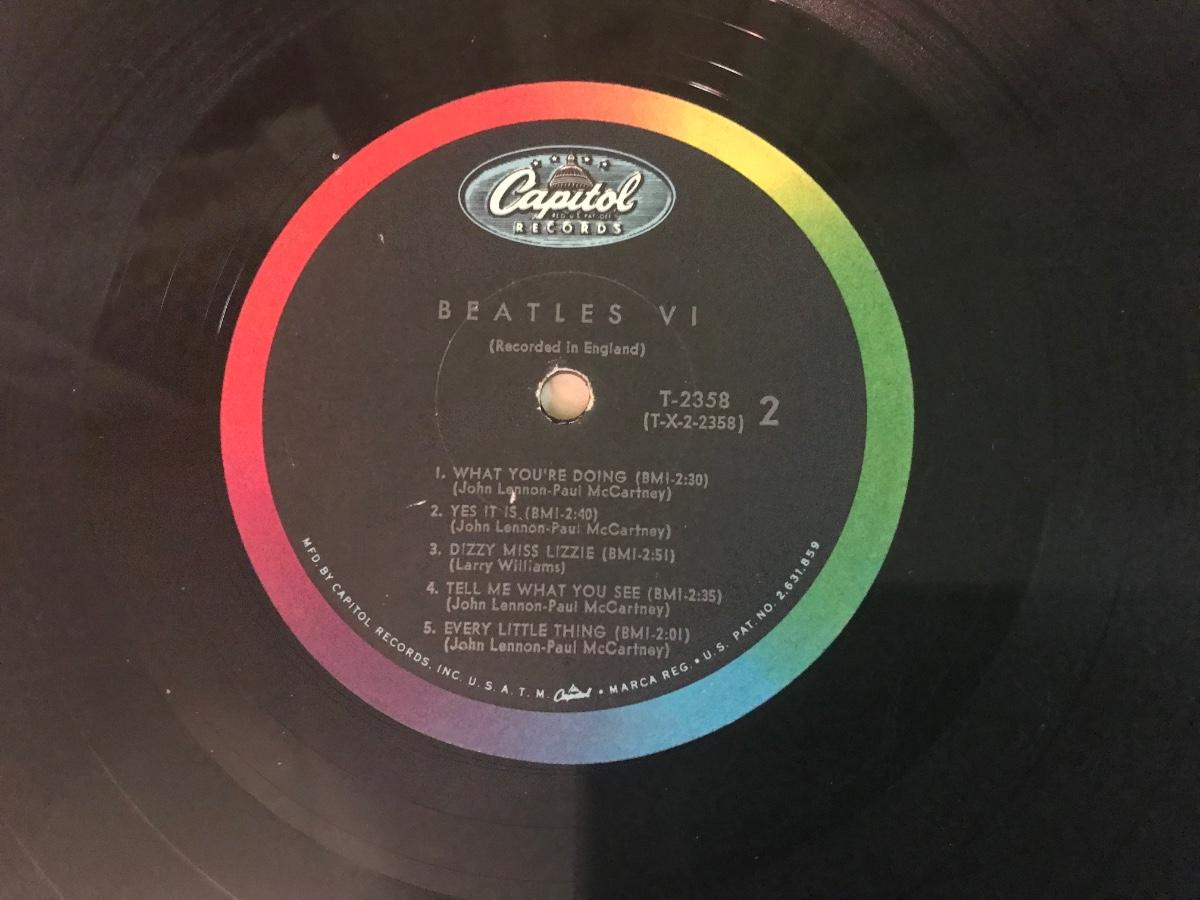 Capitol
REG. U.S. PAT. OFF.
RECORDS
BEATLES VI
(Recorded in England)
T-2358
(T-X-2-2358)
2
1. WHAT YOU'RE DOING (BMI-2:30)
(John Lennon-Paul McCartney)
2. YES IT IS (BMI-2:40)
(John Lennon-Paul McCartney)
3. DIZZY MISS LIZZIE (BMI-2:51)
(Larry Williams)
4. TELL ME WHAT YOU SEE (BMI-2:35)
(John Lennon-Paul McCartney)
5. EVERY LITTLE THING (BMI-2:01)
(John Lennon-Paul McCartney)
MFD. BY CAPITOL RECORDS, INC. U. S. A. T. M. Capitol • MARCA REG. • U.S. PAT. NO. 2,631,859